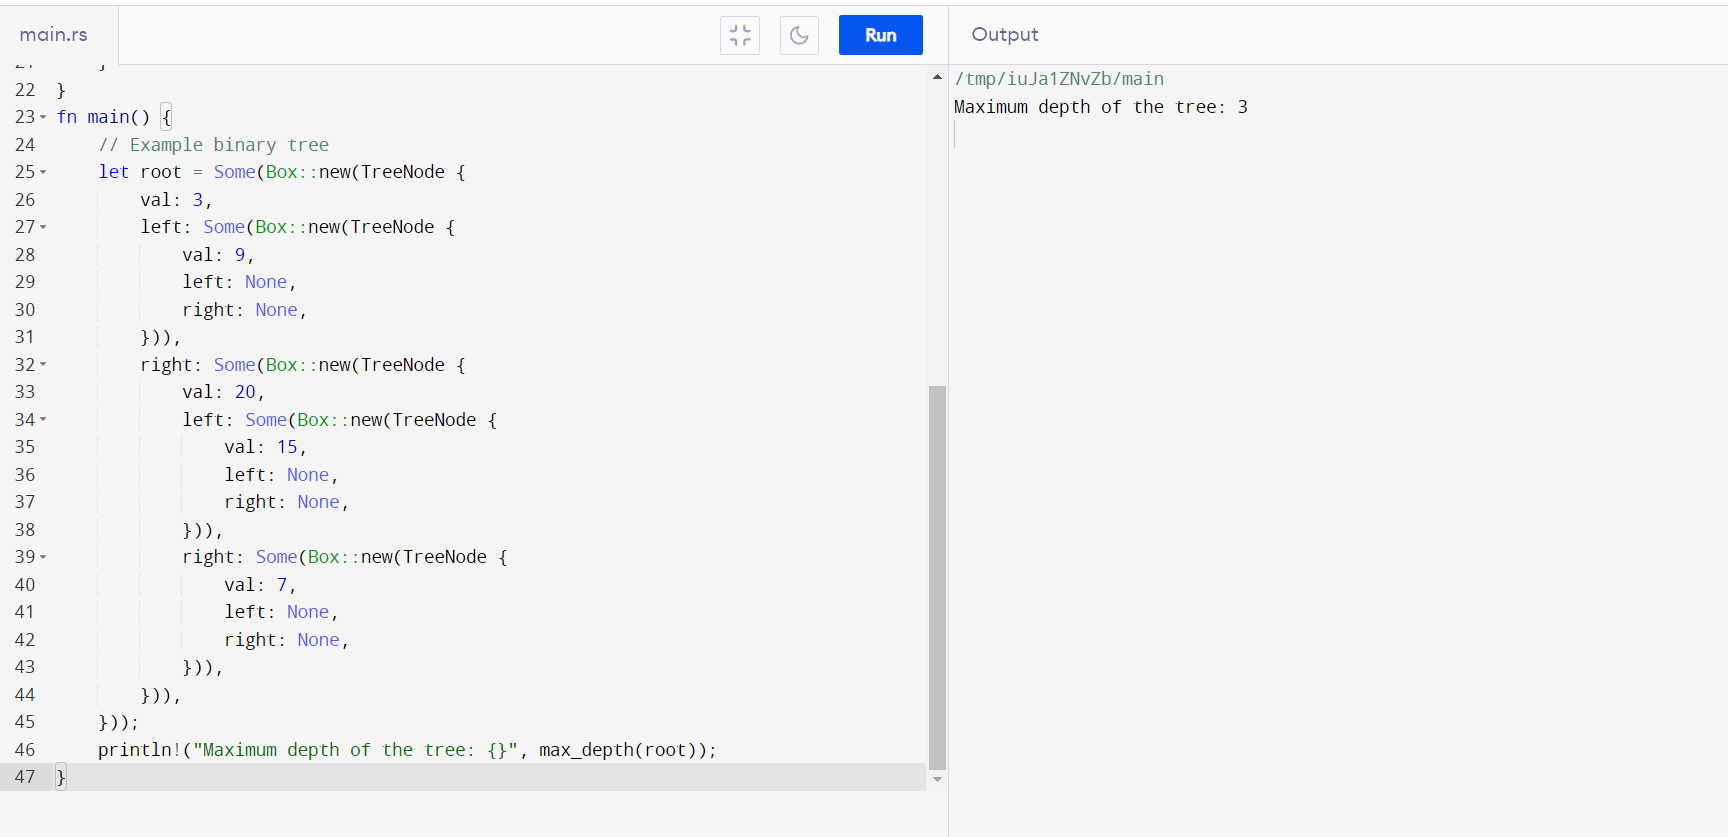 main.rs
Run
Output
22 }
23 fn main() {
24     // Example binary tree
25     let root = Some(Box::new(TreeNode {
26         val: 3,
27         left: Some(Box::new(TreeNode {
28             val: 9,
29             left: None,
30             right: None,
31         })),
32         right: Some(Box::new(TreeNode {
33             val: 20,
34             left: Some(Box::new(TreeNode {
35                 val: 15,
36                 left: None,
37                 right: None,
38             })),
39             right: Some(Box::new(TreeNode {
40                 val: 7,
41                 left: None,
42                 right: None,
43             })),
44         })),
45     }));
46     println!("Maximum depth of the tree: {}", max_depth(root));
47 }
/tmp/iuJa1ZNvZb/main
Maximum depth of the tree: 3